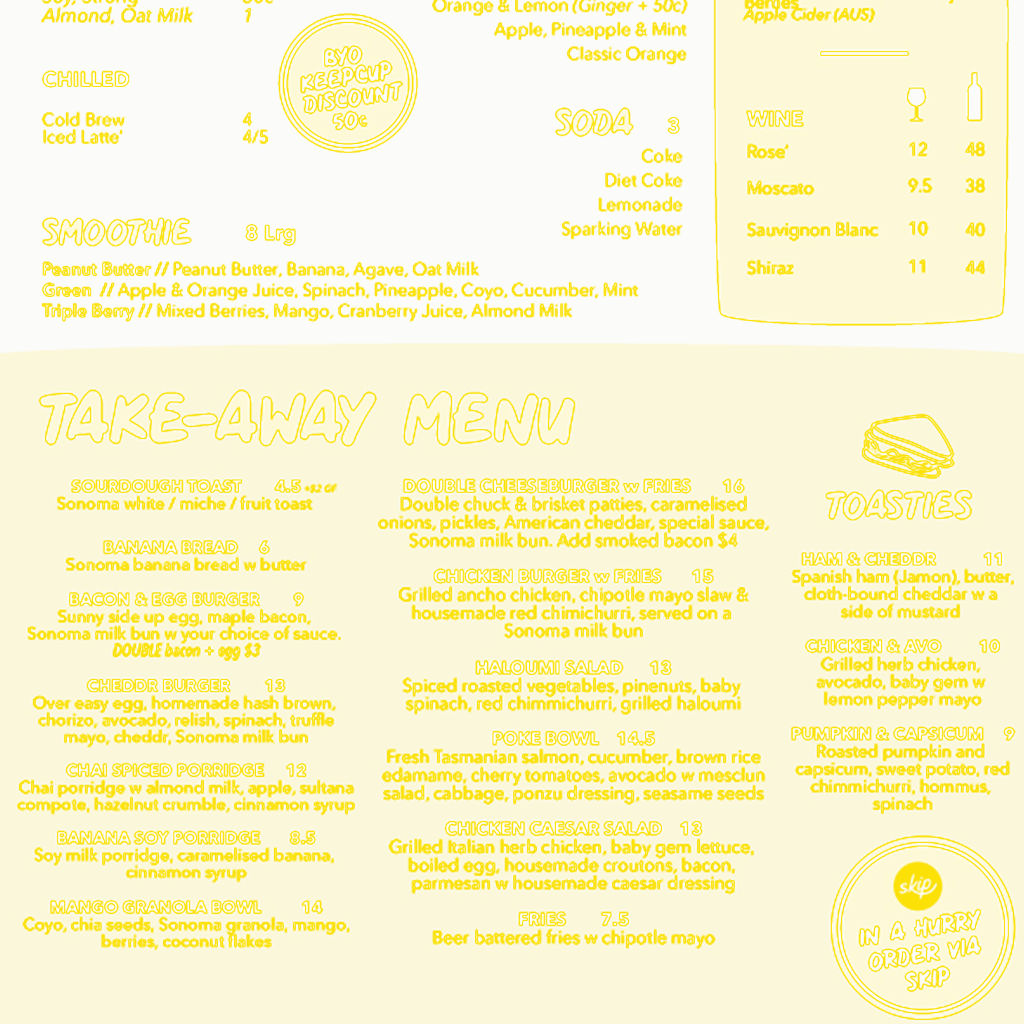 Almond, Oat Milk 1
CHILLED
Cold Brew 4
Iced Latte' 4/5
BYO
KEEPCUP
DISCOUNT
50c
Orange & Lemon (Ginger + 50c)
Apple, Pineapple & Mint
Classic Orange
SODA 3
Coke
Diet Coke
Lemonade
Sparking Water
Apple Cider (AUS)
WINE
Rose' 12 48
Moscato 9.5 38
Sauvignon Blanc 10 40
Shiraz 11 44
SMOOTHIE 8 Lrg
Peanut Butter // Peanut Butter, Banana, Agave, Oat Milk
Green // Apple & Orange Juice, Spinach, Pineapple, Coyo, Cucumber, Mint
Triple Berry // Mixed Berries, Mango, Cranberry Juice, Almond Milk
TAKE-AWAY MENU
SOURDOUGH TOAST 4.5
Sonoma white / miche / fruit toast
BANANA BREAD 6
Sonoma banana bread w butter
BACON & EGG BURGER 9
Sunny side up egg, maple bacon,
Sonoma milk bun w your choice of sauce.
DOUBLE bacon + egg $3
CHEDDR BURGER 13
Over easy egg, homemade hash brown,
chorizo, avocado, relish, spinach, truffle
mayo, cheddr, Sonoma milk bun
CHAI SPICED PORRIDGE 12
Chai porridge w almond milk, apple, sultana
compote, hazelnut crumble, cinnamon syrup
BANANA SOY PORRIDGE 8.5
Soy milk porridge, caramelised banana,
cinnamon syrup
MANGO GRANOLA BOWL 14
Coyo, chia seeds, Sonoma granola, mango,
berries, coconut flakes
DOUBLE CHEESEBURGER w FRIES 16
Double chuck & brisket patties, caramelised
onions, pickles, American cheddar, special sauce,
Sonoma milk bun. Add smoked bacon $4
CHICKEN BURGER w FRIES 15
Grilled ancho chicken, chipotle mayo slaw &
housemade red chimichurri, served on a
Sonoma milk bun
HALOUMI SALAD 13
Spiced roasted vegetables, pinenuts, baby
spinach, red chimmichurri, grilled haloumi
POKE BOWL 14.5
Fresh Tasmanian salmon, cucumber, brown rice
edamame, cherry tomatoes, avocado w mesclun
salad, cabbage, ponzu dressing, seasame seeds
CHICKEN CAESAR SALAD 13
Grilled Italian herb chicken, baby gem lettuce,
boiled egg, housemade croutons, bacon,
parmesan w housemade caesar dressing
FRIES 7.5
Beer battered fries w chipotle mayo
TOASTIES
HAM & CHEDDR 11
Spanish ham (Jamon), butter,
cloth-bound cheddar w a
side of mustard
CHICKEN & AVO 10
Grilled herb chicken,
avocado, baby gem w
lemon pepper mayo
PUMPKIN & CAPSICUM 9
Roasted pumpkin and
capsicum, sweet potato, red
chimmichurri, hommus,
spinach
skip
IN A HURRY
ORDER VIA
SKIP